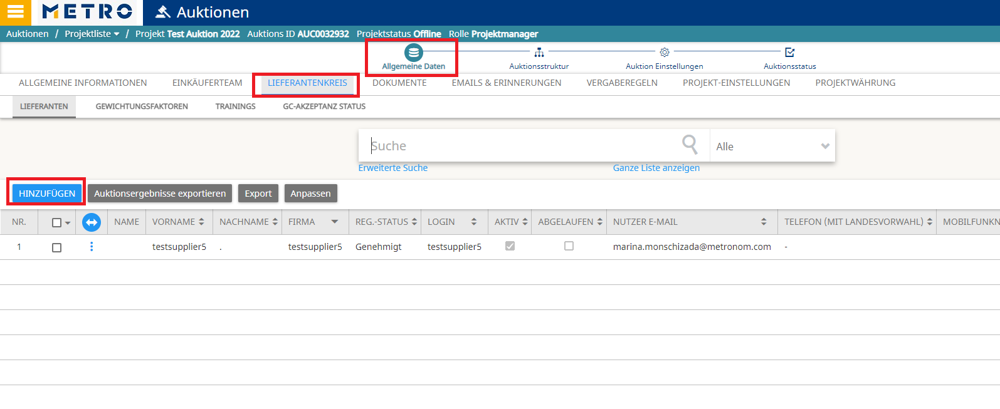 METRO Auktionen
Auktionen / Projektliste / Projekt Test Auktion 2022 Auktions ID AUC0032932 Projektstatus Offline Rolle Projektmanager
Allgemeine Daten Auktionsstruktur Auktion Einstellungen Auktionsstatus
ALLGEMEINE INFORMATIONEN EINKÄUFERTEAM LIEFERANTENKREIS DOKUMENTE EMAILS & ERINNERUNGEN VERGABEREGELN PROJEKT-EINSTELLUNGEN PROJEKTWÄHRUNG
LIEFERANTEN GEWICHTUNGSFAKTOREN TRAININGS GC-AKZEPTANZ STATUS
Suche Alle
Erweiterte Suche Ganze Liste anzeigen
HINZUFÜGEN Auktionsergebnisse exportieren Export Anpassen
NR. NAME VORNAME NACHNAME FIRMA REG.-STATUS LOGIN AKTIV ABGELAUFEN NUTZER E-MAIL TELEFON (MIT LANDESVORWAHL) MOBILFUNKN
1 testsupplier5 . testsupplier5 Genehmigt testsupplier5 marina.monschizada@metronom.com -